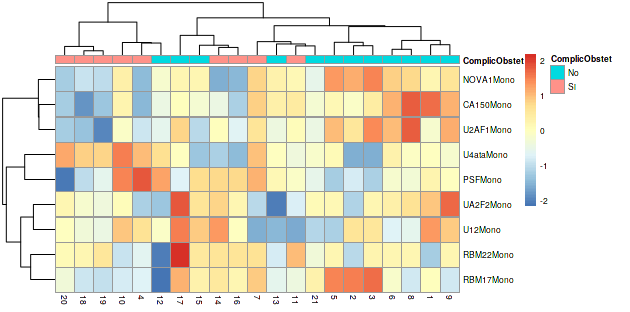 ComplicObstet
NOVA1Mono
CA150Mono
U2AF1Mono
U4ataMono
PSFMono
UA2F2Mono
U12Mono
RBM22Mono
RBM17Mono
20 18 19 10 4 12 17 15 14 16 7 13 11 21 5 2 3 6 8 1 9
2
1
0
-1
-2
ComplicObstet
No
SI